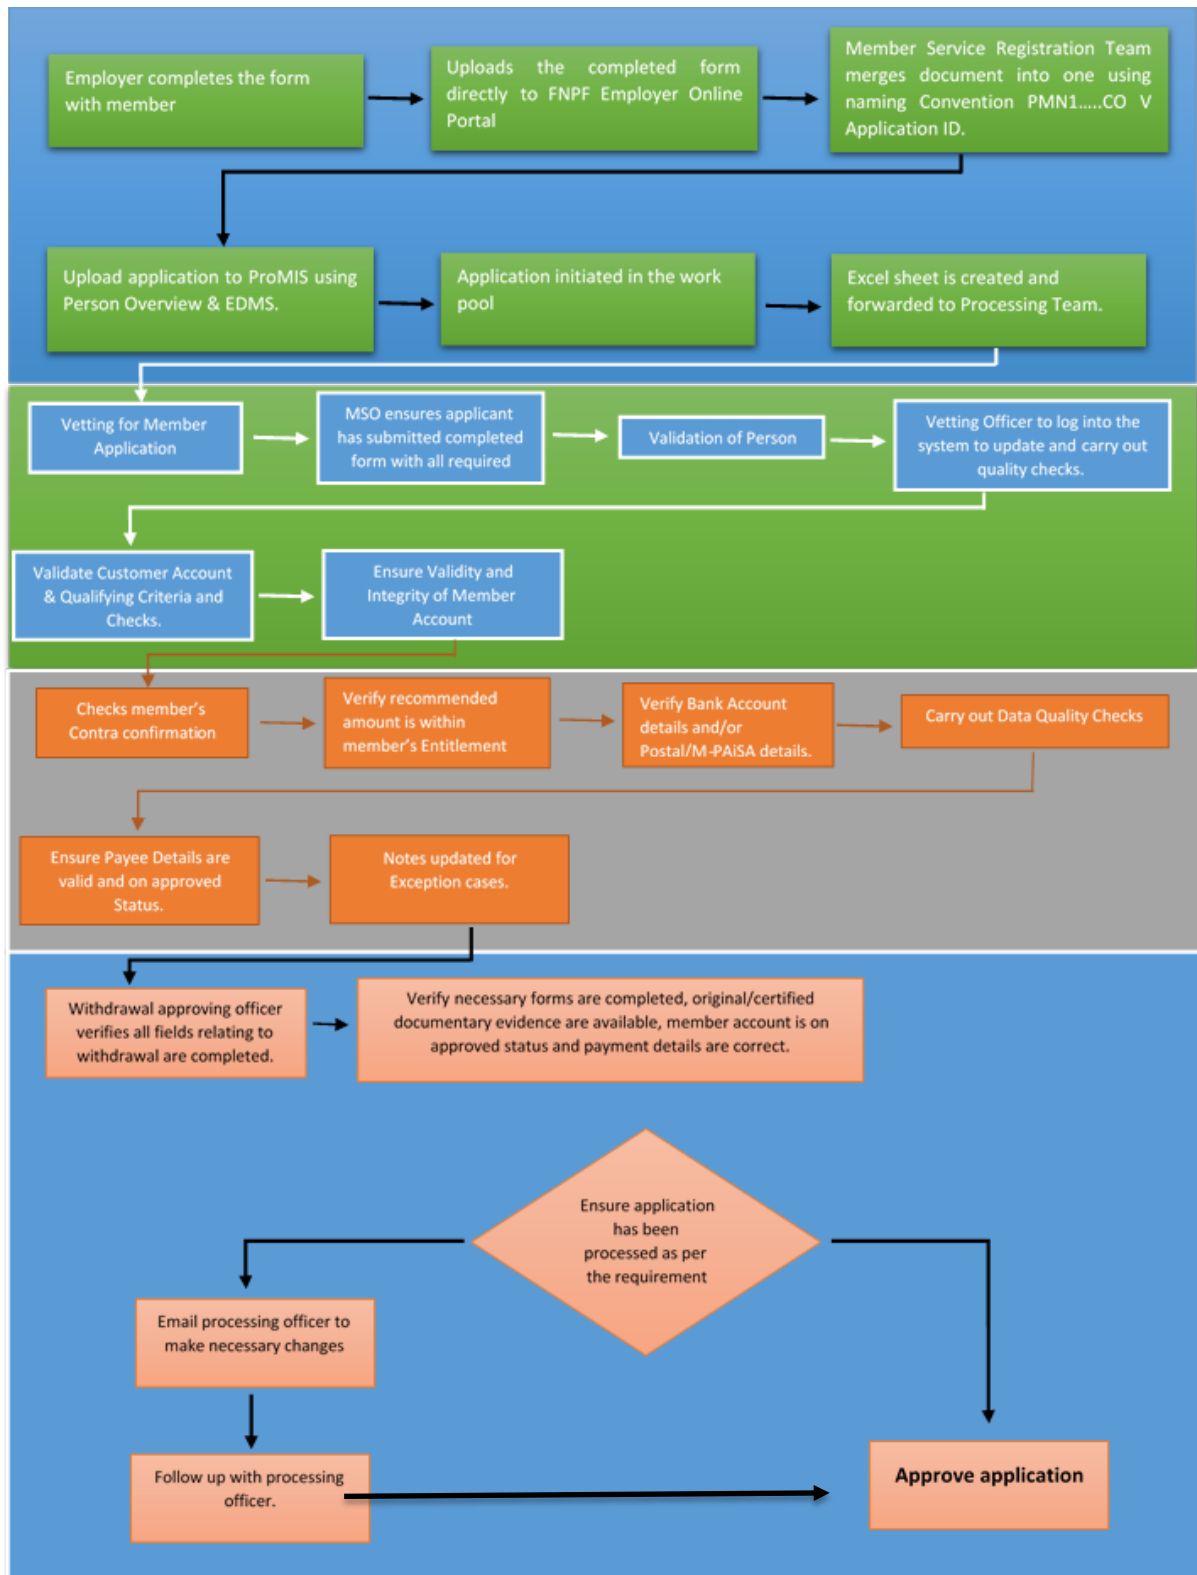 Employer completes the form
with member
Uploads the completed form
directly to FNPF Employer Online
Portal
Member Service Registration Team
merges document into one using
naming Convention PMN1.....CO V
Application ID.
Upload application to ProMIS using
Person Overview & EDMS.
Application initiated in the work
pool
Excel sheet is created and
forwarded to Processing Team.
Vetting for Member
Application
MSO ensures applicant
has submitted completed
form with all required
Validation of Person
Vetting Officer to log into the
system to update and carry out
quality checks.
Validate Customer Account
& Qualifying Criteria and
Checks.
Ensure Validity and
Integrity of Member
Account
Checks member's
Contra confirmation
Verify recommended
amount is within
member's Entitlement
Verify Bank Account
details and/or
Postal/M-PAiSA details.
Carry out Data Quality Checks
Ensure Payee Details are
valid and on approved
Status.
Notes updated for
Exception cases.
Withdrawal approving officer
verifies all fields relating to
withdrawal are completed.
Verify necessary forms are completed, original/certified
documentary evidence are available, member account is on
approved status and payment details are correct.
Ensure application
has been
processed as per
the requirement
Email processing officer to
make necessary changes
Follow up with processing
officer.
Approve application